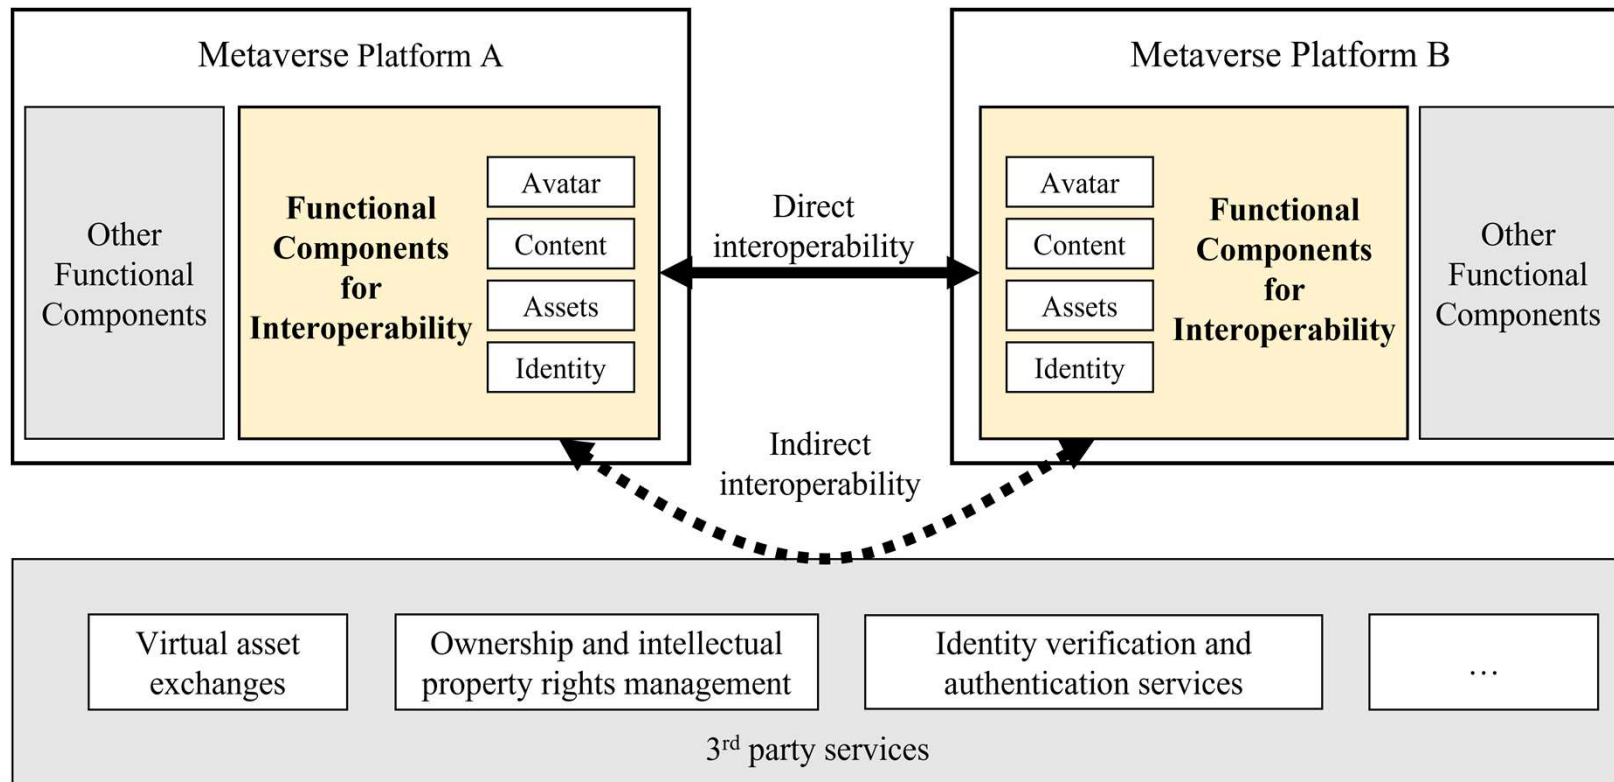 Metaverse Platform A
Other
Functional
Components
Functional
Components
for
Interoperability
Avatar
Content
Assets
Identity
Direct
interoperability
Indirect
interoperability
Metaverse Platform B
Avatar
Content
Assets
Identity
Functional
Components
for
Interoperability
Other
Functional
Components
Virtual asset
exchanges
Ownership and intellectual
property rights management
Identity verification and
authentication services
…
3rd party services